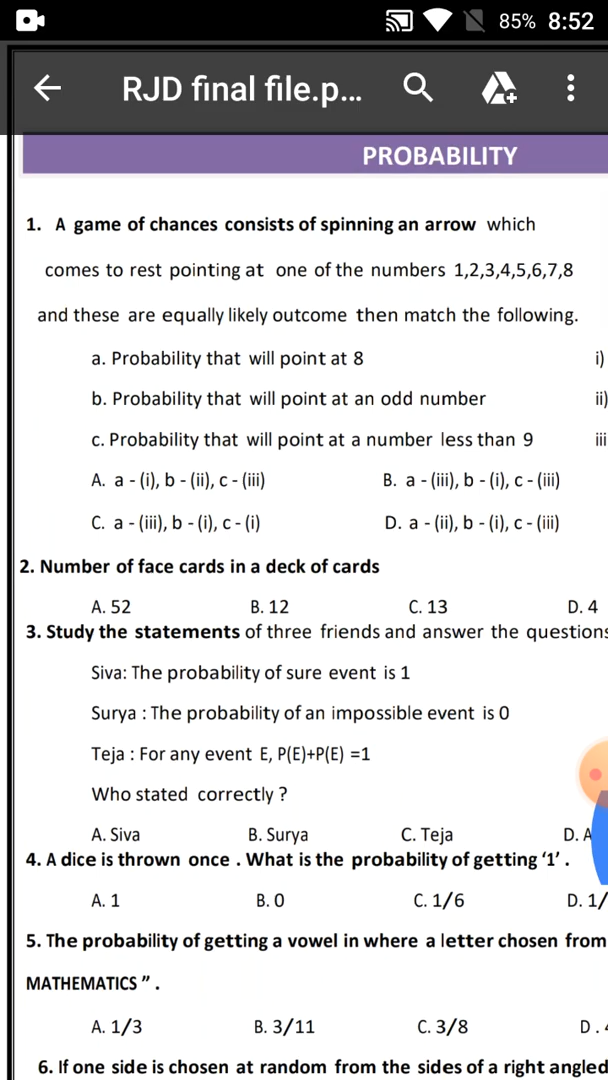 85% 8:52
RJD final file.p...
PROBABILITY
1. A game of chances consists of spinning an arrow which
comes to rest pointing at one of the numbers 1,2,3,4,5,6,7,8
and these are equally likely outcome then match the following.
a. Probability that will point at 8 i)
b. Probability that will point at an odd number ii)
c. Probability that will point at a number less than 9 iii
A. a - (i), b - (ii), c - (iii) B. a - (iii), b - (i), c - (iii)
C. a - (iii), b - (i), c - (i) D. a - (ii), b - (i), c - (iii)
2. Number of face cards in a deck of cards
A. 52 B. 12 C. 13 D. 4
3. Study the statements of three friends and answer the questions
Siva: The probability of sure event is 1
Surya : The probability of an impossible event is 0
Teja : For any event E, P(E)+P(E) =1
Who stated correctly ?
A. Siva B. Surya C. Teja D. A
4. A dice is thrown once . What is the probability of getting ‘1’ .
A. 1 B. 0 C. 1/6 D. 1/
5. The probability of getting a vowel in where a letter chosen from
MATHEMATICS ” .
A. 1/3 B. 3/11 C. 3/8 D .
6. If one side is chosen at random from the sides of a right angled